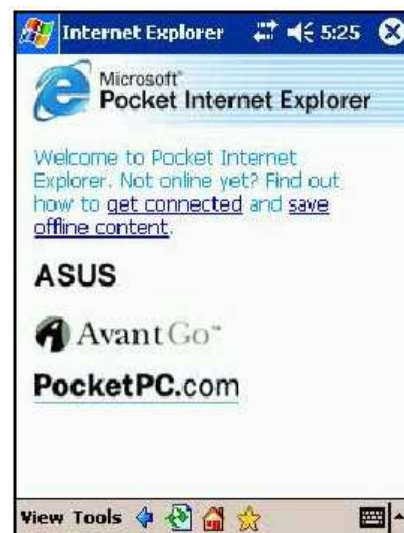 Internet Explorer 5:25
Microsoft®
Pocket Internet Explorer
Welcome to Pocket Internet
Explorer. Not online yet? Find out
how to get connected and save
offline content.
ASUS
AvantGo™
PocketPC.com
View Tools